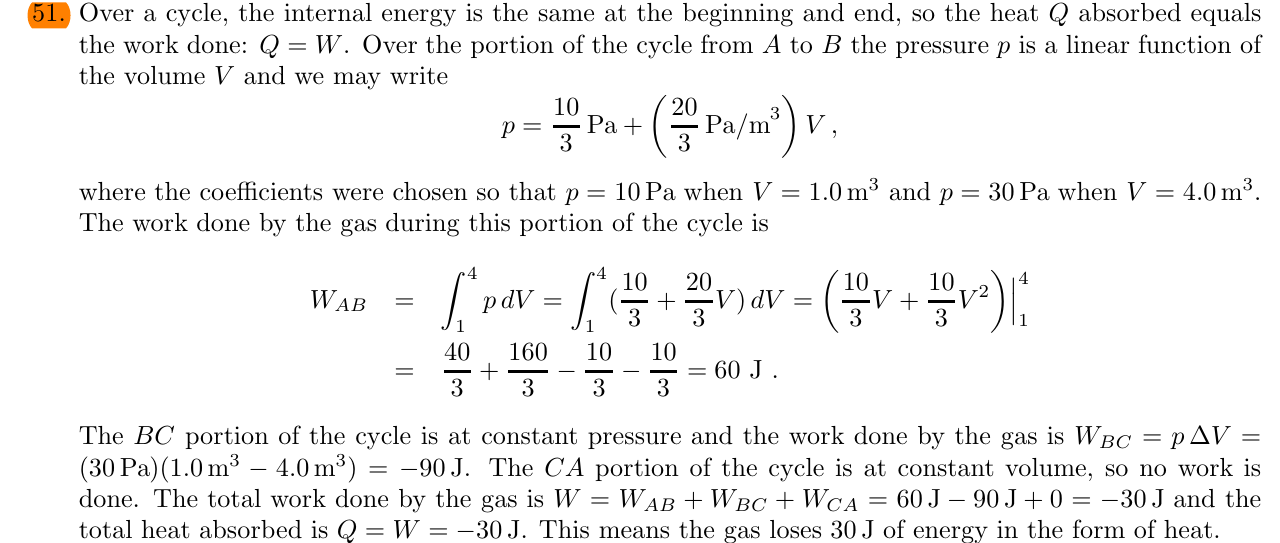 51. Over a cycle, the internal energy is the same at the beginning and end, so the heat Q absorbed equals
the work done: Q = W. Over the portion of the cycle from A to B the pressure p is a linear function of
the volume V and we may write
p = 10/3 Pa + (20/3 Pa/m³) V ,
where the coefficients were chosen so that p = 10 Pa when V = 1.0 m³ and p = 30 Pa when V = 4.0 m³.
The work done by the gas during this portion of the cycle is
W_AB = ∫₁⁴ p dV = ∫₁⁴ (10/3 + 20/3 V) dV = (10/3 V + 10/3 V²)|₁⁴
= 40/3 + 160/3 − 10/3 − 10/3 = 60 J .
The BC portion of the cycle is at constant pressure and the work done by the gas is W_BC = p ΔV =
(30 Pa)(1.0 m³ − 4.0 m³) = −90 J. The CA portion of the cycle is at constant volume, so no work is
done. The total work done by the gas is W = W_AB + W_BC + W_CA = 60 J − 90 J + 0 = −30 J and the
total heat absorbed is Q = W = −30 J. This means the gas loses 30 J of energy in the form of heat.